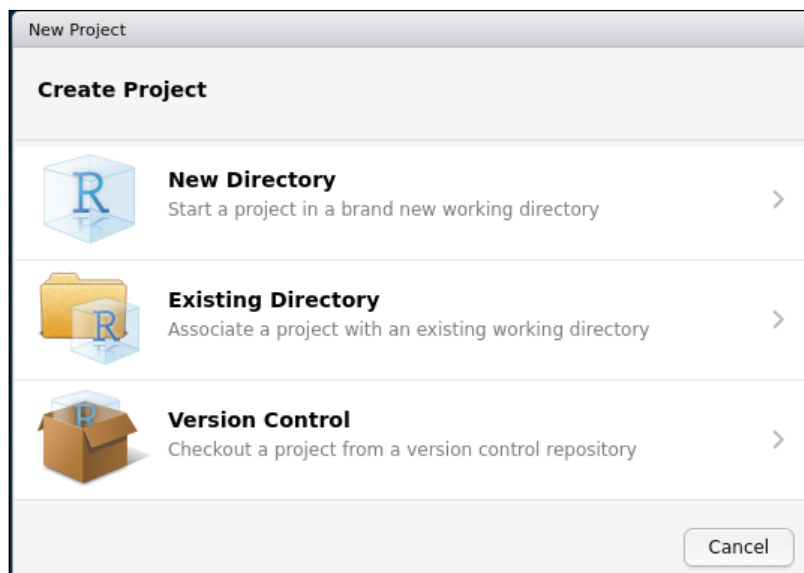 New Project
Create Project
R
New Directory
Start a project in a brand new working directory
R
Existing Directory
Associate a project with an existing working directory
R
Version Control
Checkout a project from a version control repository
Cancel